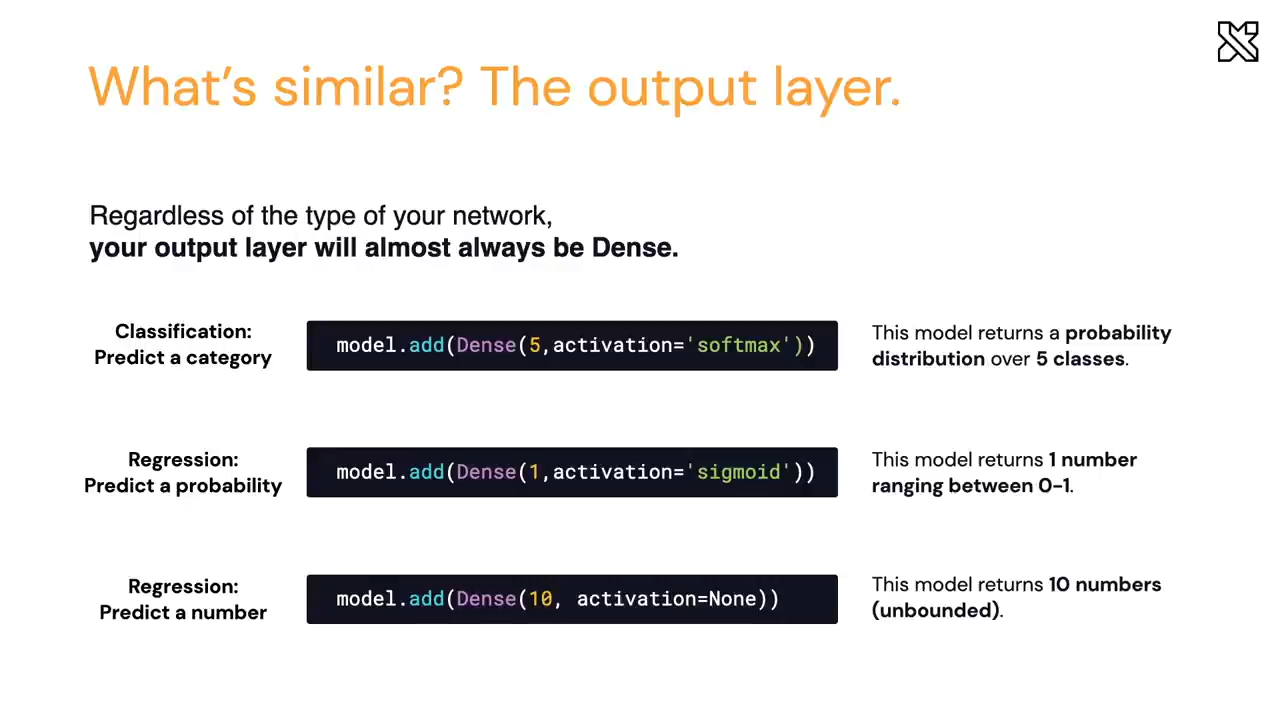 What's similar? The output layer.
Regardless of the type of your network,
your output layer will almost always be Dense.
Classification:
Predict a category
model.add(Dense(5,activation='softmax'))
This model returns a probability
distribution over 5 classes.
Regression:
Predict a probability
model.add(Dense(1,activation='sigmoid'))
This model returns 1 number
ranging between 0-1.
Regression:
Predict a number
model.add(Dense(10, activation=None))
This model returns 10 numbers
(unbounded).